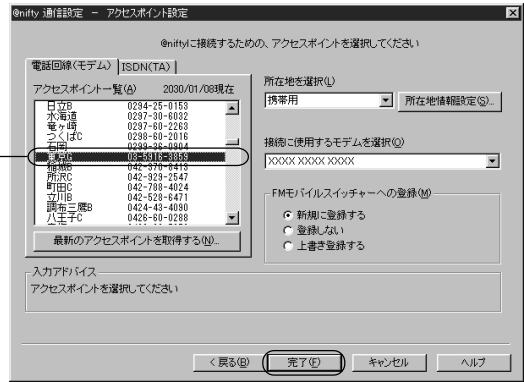 @nifty 通信設定 － アクセスポイント設定
@niftyに接続するための、アクセスポイントを選択してください
電話回線(モデム)
ISDN(TA)
アクセスポイント一覧(A) 2030/01/08現在
日立B 0294-25-0153
水海道 0297-30-6032
竜ヶ崎 0297-60-2263
つくばC 0298-60-2016
石岡 0299-36-0904
東京G 03-5916-3859
稲城B 042-370-8413
所沢C 042-929-2547
町田C 042-788-4024
立川B 042-528-6471
調布三鷹B 0424-43-4090
八王子C 0426-60-0288
最新のアクセスポイントを取得する(N)...
所在地を選択(L)
携帯用
所在地情報設定(S)...
接続に使用するモデムを選択(O)
XXXX XXXX XXXX
FMモバイルスイッチャーへの登録(M)
新規に登録する
登録しない
上書き登録する
入力アドバイス
アクセスポイントを選択してください
< 戻る(B)
完了(F)
キャンセル
ヘルプ